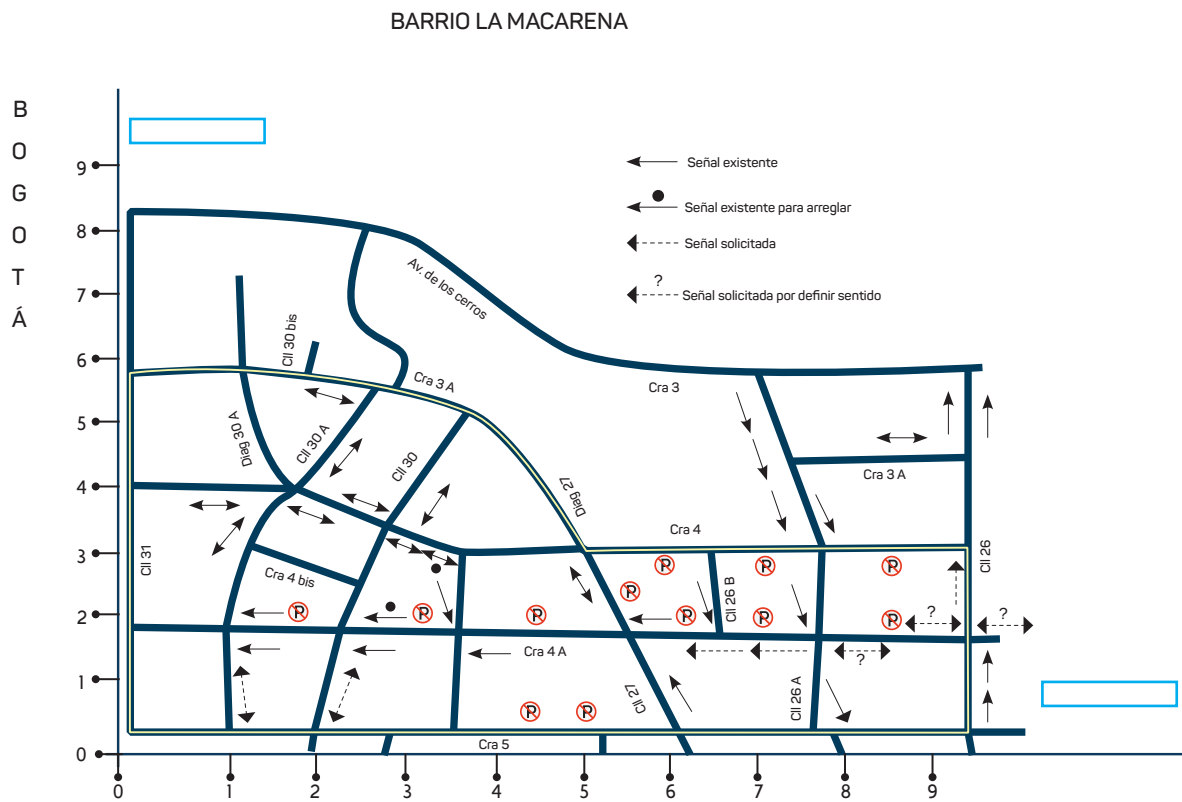 BARRIO LA MACARENA
B
O
G
O
T
Á
9
8
7
6
5
4
3
2
1
0
Señal existente
Señal existente para arreglar
Señal solicitada
?
Señal solicitada por definir sentido
Av. de los cerros
Cll 30 bis
Cra 3 A
Cra 3
Diag 30 A
Cll 30 A
Cll 30
Diag 27
Cra 3 A
Cra 4
Cll 31
Cll 26
Cra 4 bis
Cll 26 B
P
P
P
P
P
P
P
P
P
P
P
?
?
Cra 4 A
?
Cll 27
Cll 26 A
P
P
Cra 5
0
1
2
3
4
5
6
7
8
9